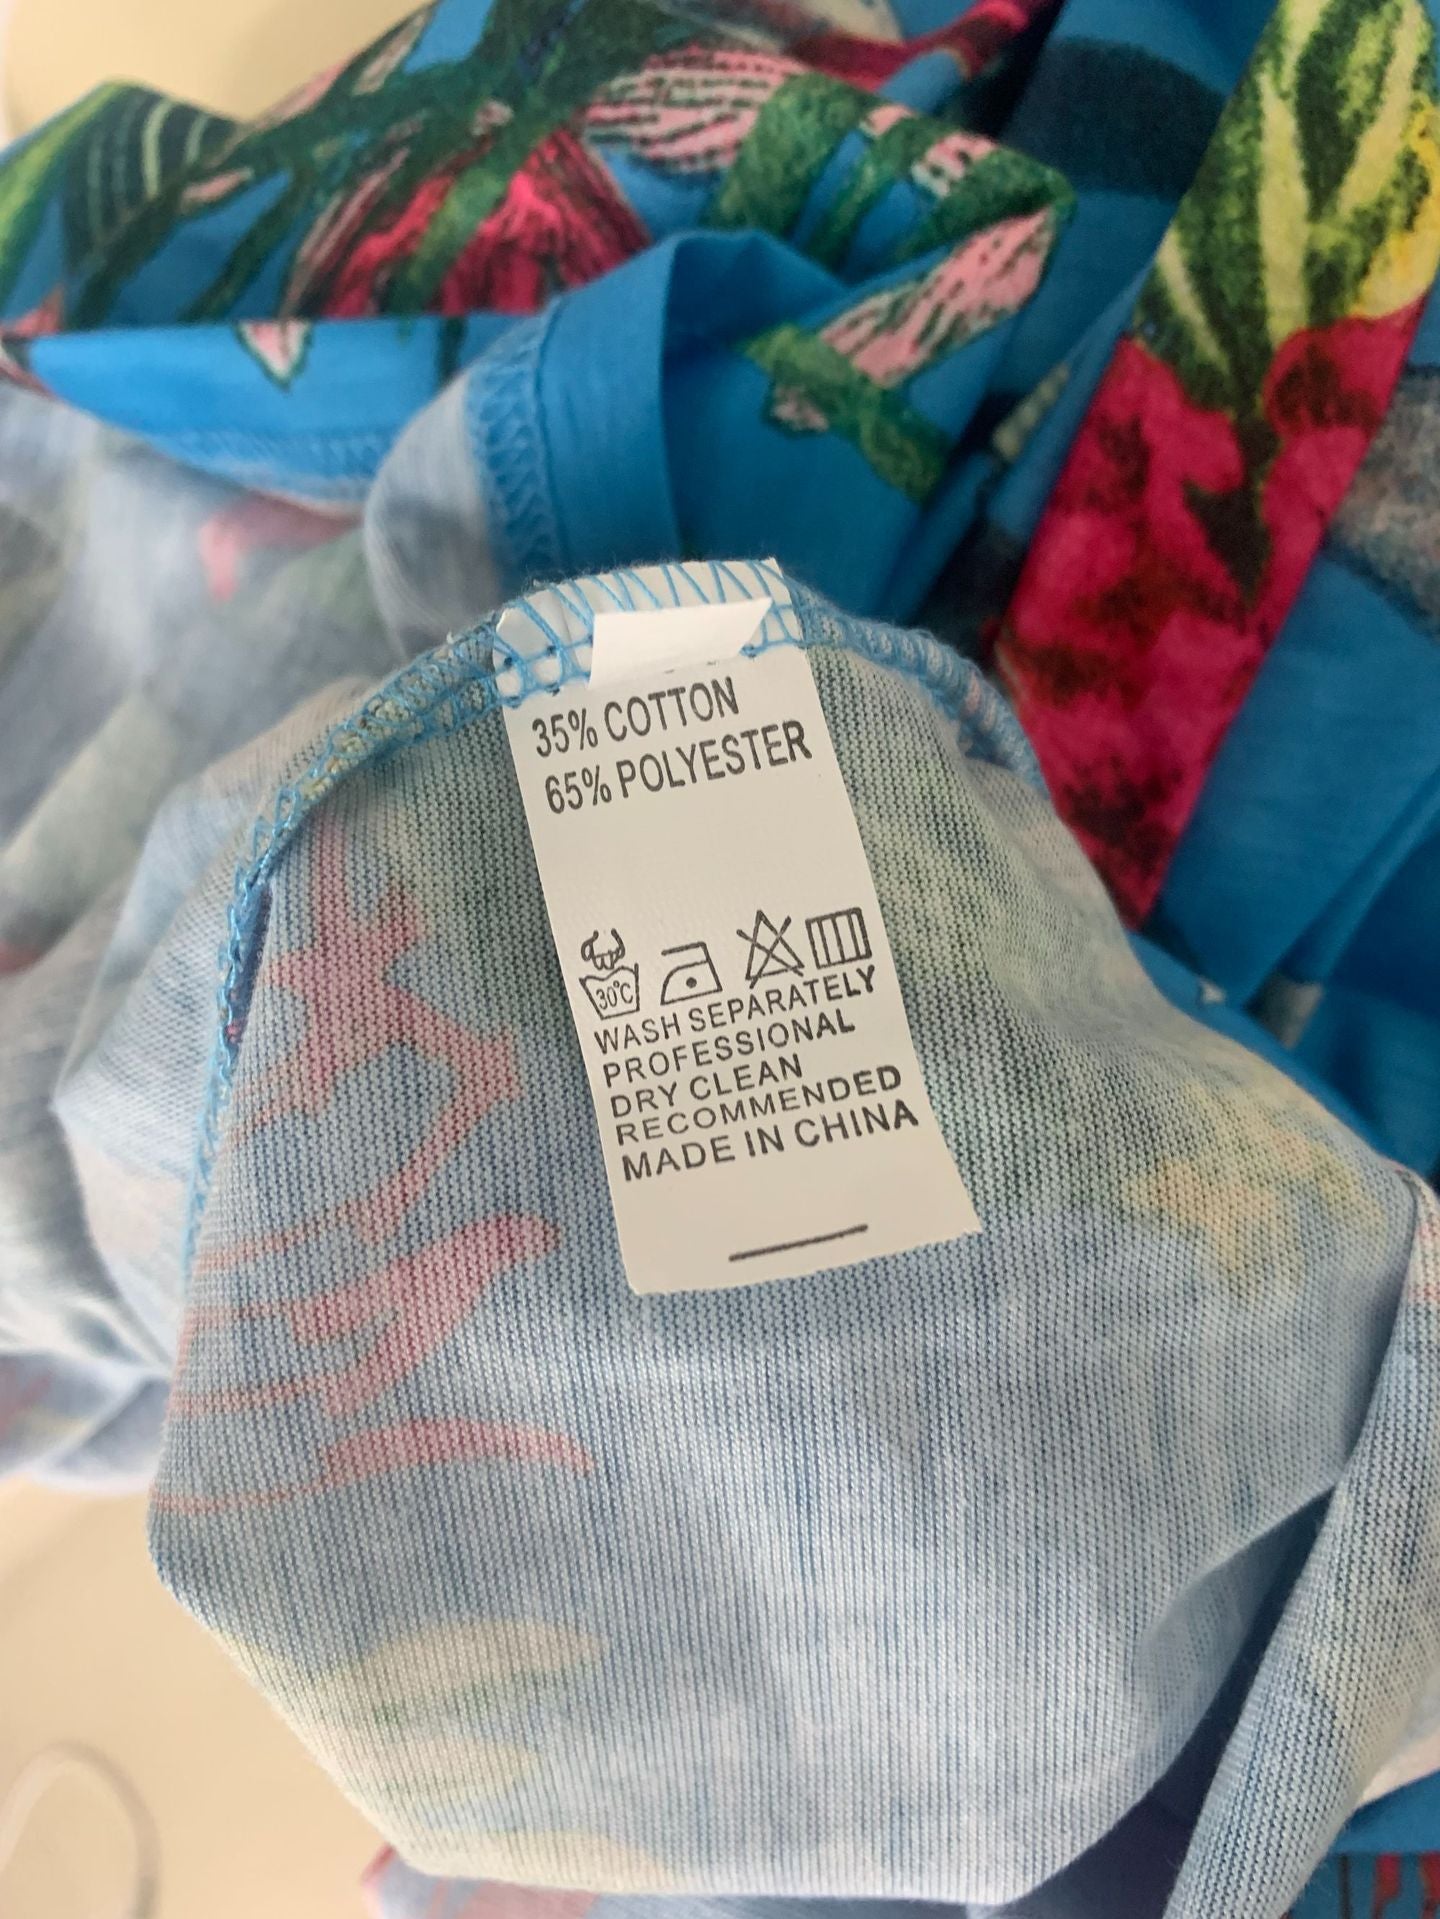 35% COTTON
65% POLYESTER
30°C
WASH SEPARATELY
PROFESSIONAL
DRY CLEAN
RECOMMENDED
MADE IN CHINA